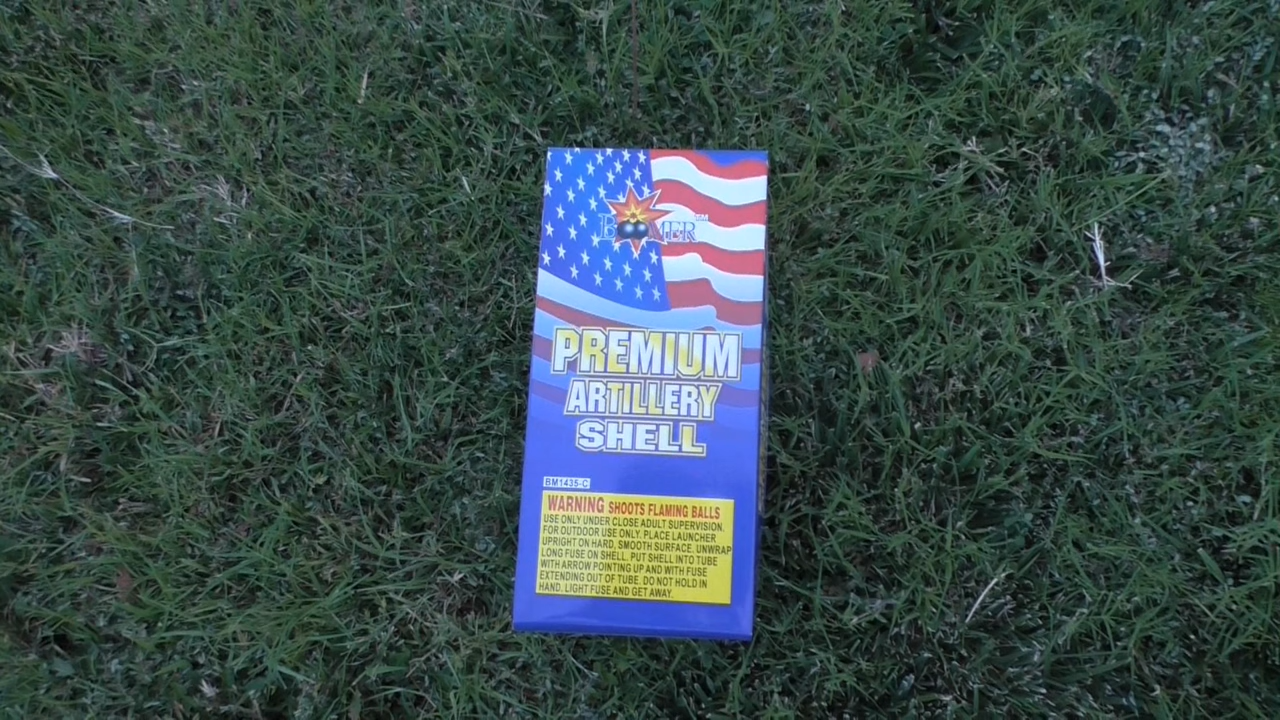 BOOMER™
PREMIUM
ARTILLERY
SHELL
BM1435-C
WARNING SHOOTS FLAMING BALLS
USE ONLY UNDER CLOSE ADULT SUPERVISION.
FOR OUTDOOR USE ONLY. PLACE LAUNCHER
UPRIGHT ON HARD, SMOOTH SURFACE. UNWRAP
LONG FUSE ON SHELL. PUT SHELL INTO TUBE
WITH ARROW POINTING UP AND WITH FUSE
EXTENDING OUT OF TUBE. DO NOT HOLD IN
HAND. LIGHT FUSE AND GET AWAY.